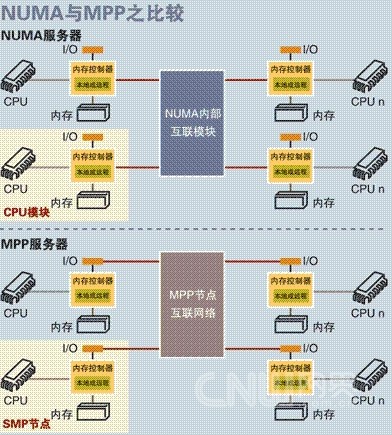 NUMA与MPP之比较
NUMA服务器
I/O I/O
内存控制器 内存控制器
本地或远程 本地或远程
CPU 内存 内存 CPU n
NUMA内部
互联模块
I/O I/O
内存控制器 内存控制器
本地或远程 本地或远程
CPU 内存 内存 CPU n
CPU模块
MPP服务器
I/O I/O
内存控制器 内存控制器
本地或远程 本地或远程
CPU 内存 内存 CPU n
MPP节点
互联网络
I/O I/O
内存控制器 内存控制器
本地或远程 本地或远程
CPU 内存 内存 CPU n
SMP节点